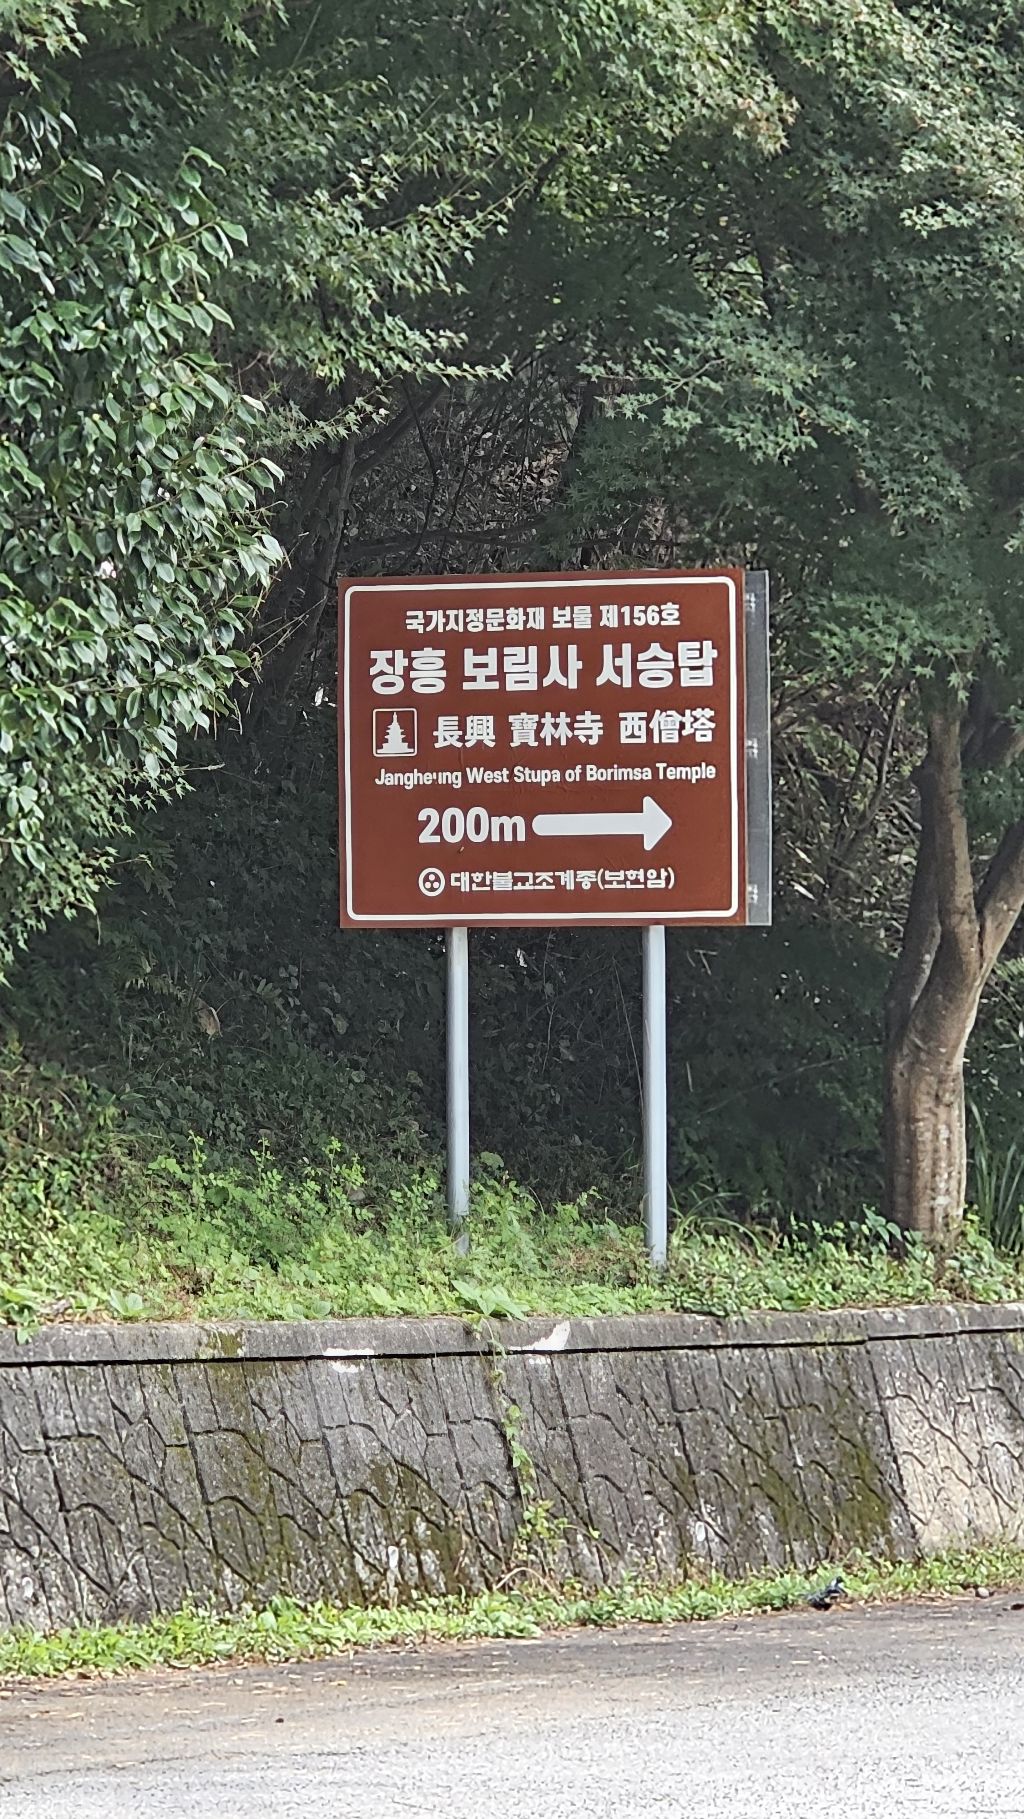 국가지정문화재 보물 제156호
장흥 보림사 서승탑
長興 寶林寺 西僧塔
Jangheung West Stupa of Borimsa Temple
200m
대한불교조계종(보현암)